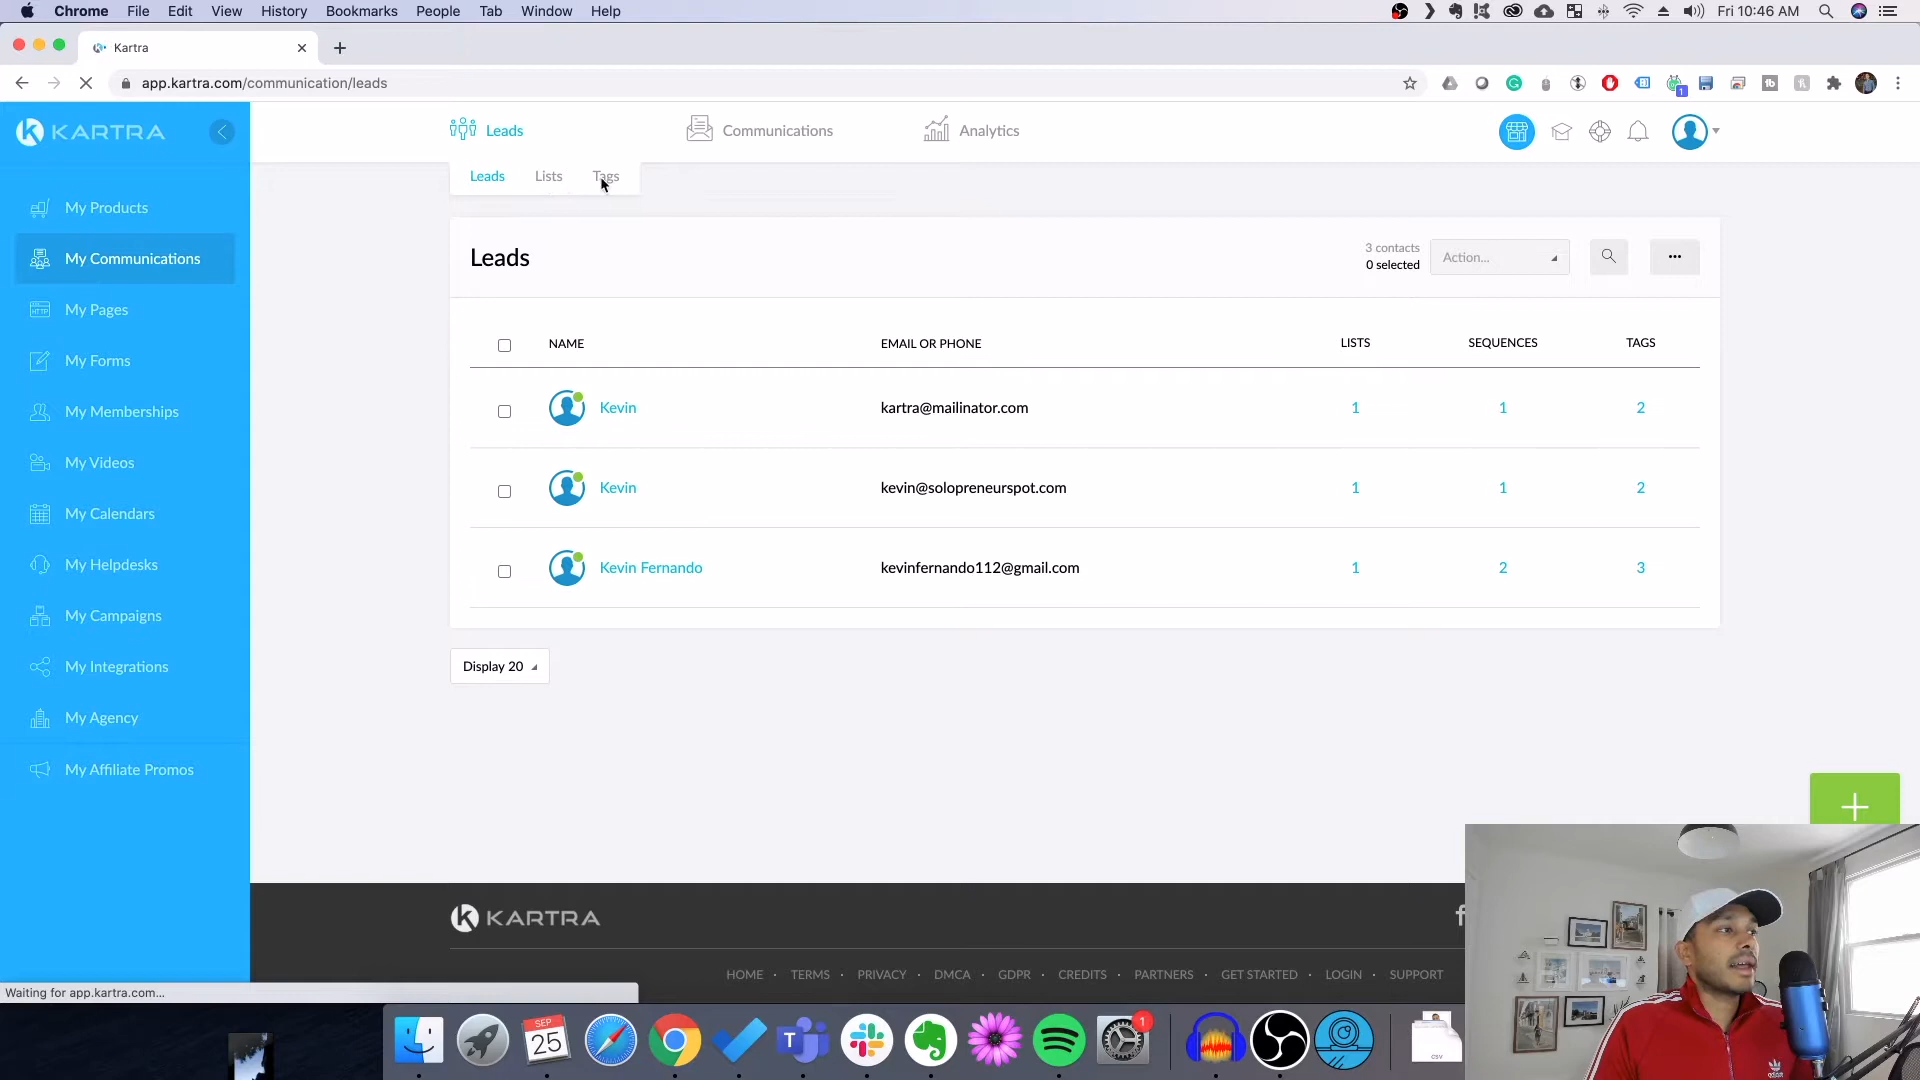 Chrome File Edit View History Bookmarks People Tab Window Help
Fri 10:46 AM
Kartra
app.kartra.com/communication/leads
1
KARTRA
Leads
Communications
Analytics
Leads Lists Tags
My Products
My Communications
My Pages
My Forms
My Memberships
My Videos
My Calendars
My Helpdesks
My Campaigns
My Integrations
My Agency
My Affiliate Promos
Leads
3 contacts
0 selected
Action...
NAME EMAIL OR PHONE LISTS SEQUENCES TAGS
Kevin kartra@mailinator.com 1 1 2
Kevin kevin@solopreneurspot.com 1 1 2
Kevin Fernando kevinfernando112@gmail.com 1 2 3
Display 20
KARTRA
HOME · TERMS · PRIVACY · DMCA · GDPR · CREDITS · PARTNERS · GET STARTED · LOGIN · SUPPORT
Waiting for app.kartra.com...
SEP
25
T
1
CSV